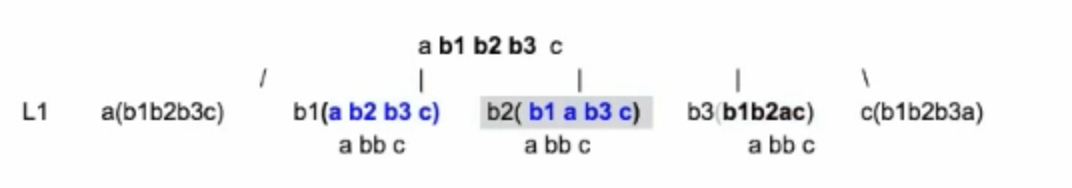 a b1 b2 b3 c
/ | | | \
L1 a(b1b2b3c) b1(a b2 b3 c) b2( b1 a b3 c) b3(b1b2ac) c(b1b2b3a)
a bb c a bb c a bb c